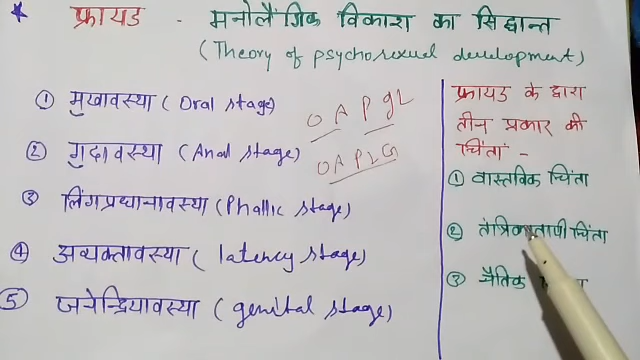 * फ्रायड - मनोलैंगिक विकास का सिद्धान्त
(Theory of psychosexual development)
① मुखावस्था (Oral stage)
② गुदावस्था (Anal stage)
③ लिंगप्रधानावस्था (Phallic stage)
④ अव्यक्तावस्था (latency stage)
⑤ जनेन्द्रियावस्था (genital stage)
O A P
O A P L G
फ्रायड के द्वारा
तीन प्रकार की
चिंता -
① वास्तविक चिंता
② चिंता
③